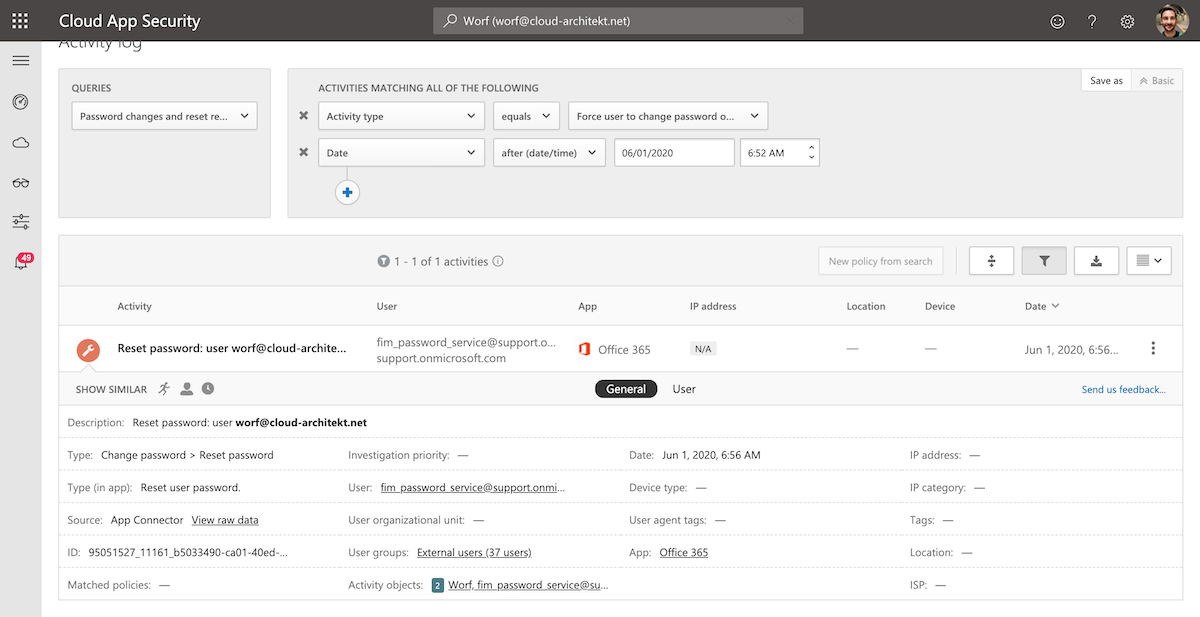 Cloud App Security
Worf (worf@cloud-architekt.net)
Activity log
QUERIES
Password changes and reset re...
ACTIVITIES MATCHING ALL OF THE FOLLOWING
Save as
Basic
Activity type
equals
Force user to change password o...
Date
after (date/time)
06/01/2020
6:52 AM
49
1 - 1 of 1 activities
New policy from search
Activity User App IP address Location Device Date
Reset password: user worf@cloud-archite...
fim_password_service@support.o...
support.onmicrosoft.com
Office 365
N/A
—
—
Jun 1, 2020, 6:56...
SHOW SIMILAR
General
User
Send us feedback...
Description: Reset password: user worf@cloud-architekt.net
Type: Change password > Reset password
Investigation priority: —
Date: Jun 1, 2020, 6:56 AM
IP address: —
Type (in app): Reset user password.
User: fim_password_service@support.onmi...
Device type: —
IP category: —
Source: App Connector View raw data
User organizational unit: —
User agent tags: —
Tags: —
ID: 95051527_11161_b5033490-ca01-40ed-...
User groups: External users (37 users)
App: Office 365
Location: —
Matched policies: —
Activity objects: 2 Worf, fim_password_service@su...
ISP: —